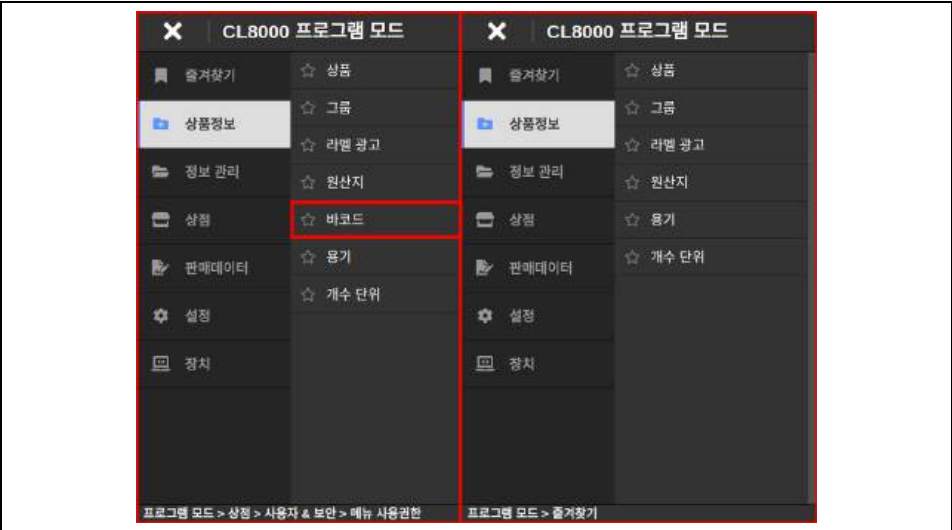 CL8000 프로그램 모드
즐겨찾기
상품정보
정보 관리
상점
판매데이터
설정
장치
상품
그룹
라벨 광고
원산지
바코드
용기
개수 단위
프로그램 모드 > 상점 > 사용자 & 보안 > 메뉴 사용권한
CL8000 프로그램 모드
즐겨찾기
상품정보
정보 관리
상점
판매데이터
설정
장치
상품
그룹
라벨 광고
원산지
용기
개수 단위
프로그램 모드 > 즐겨찾기